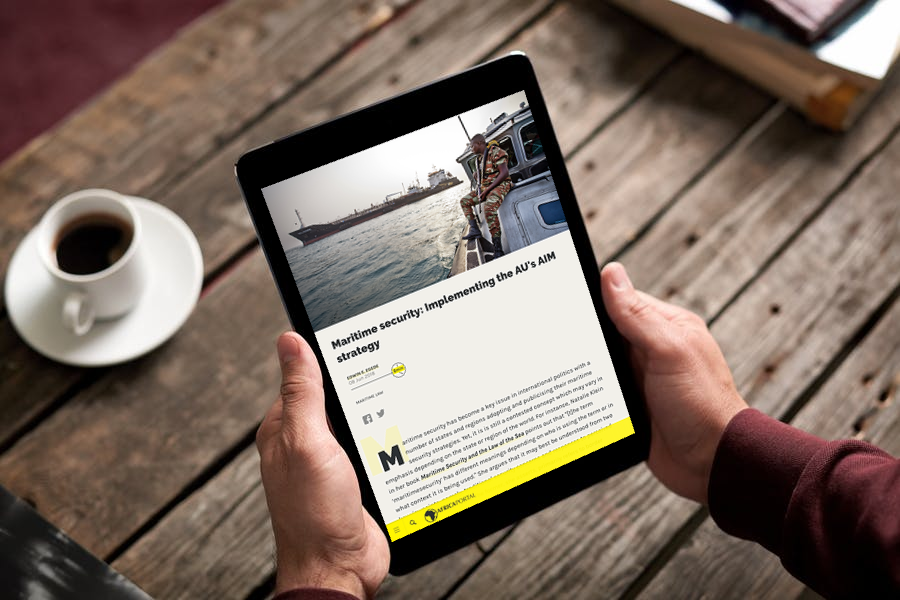 Maritime security: Implementing the AU's AIM
strategy
EDWIN E. EGEDE
08 Jun 2018
MARITIME LAW
Maritime security has become a key issue in international politics with a
number of states and regions adopting and publicising their maritime
security strategies. Yet, it is is still a contested concept which may vary in
emphasis depending on the state or region of the world. For instance, Natalie Klein
in her book Maritime Security and the Law of the Sea points out that "[t]he term
'maritimesecurity' has different meanings depending on who is using the term or in
what context it is being used." She argues that it may best be understood from two
AFRICAPORTAL